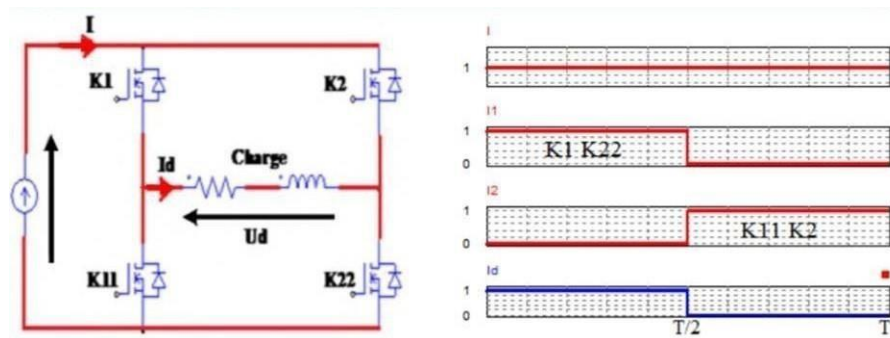 I
K1
K2
Id
Charge
Ud
K11
K22
I
1
I1
1
K1 K22
0
I2
1
K11 K2
0
Id
1
0
T/2
T